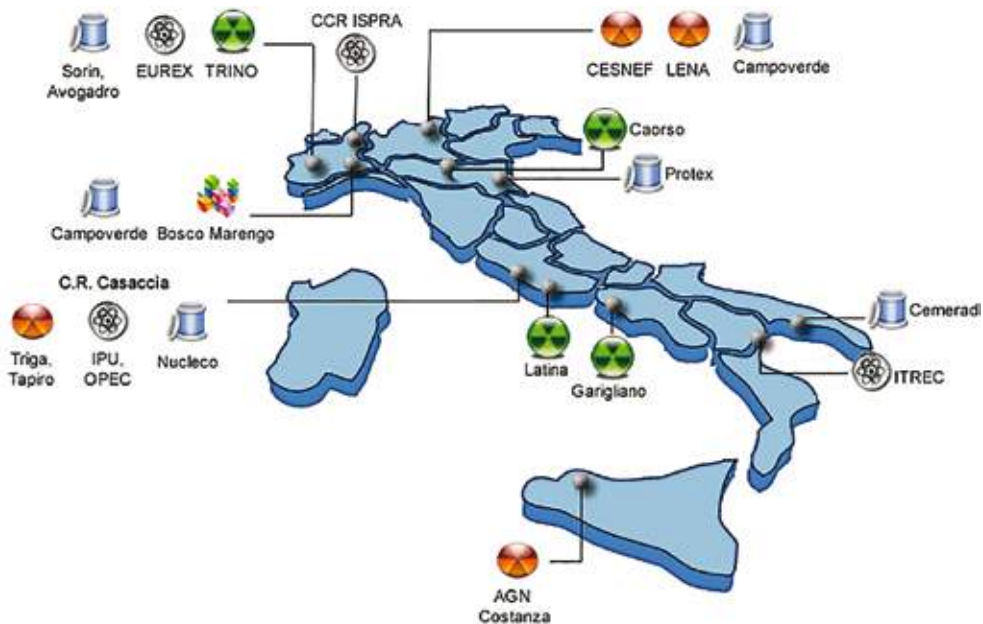 CCR ISPRA
Sorin,
Avogadro
EUREX
TRINO
CESNEF
LENA
Campoverde
Caorso
Protex
Campoverde
Bosco Marengo
C.R. Casaccia
Triga,
Tapiro
IPU,
OPEC
Nucleco
Latina
Garigliano
Cemeradi
ITREC
AGN
Costanza